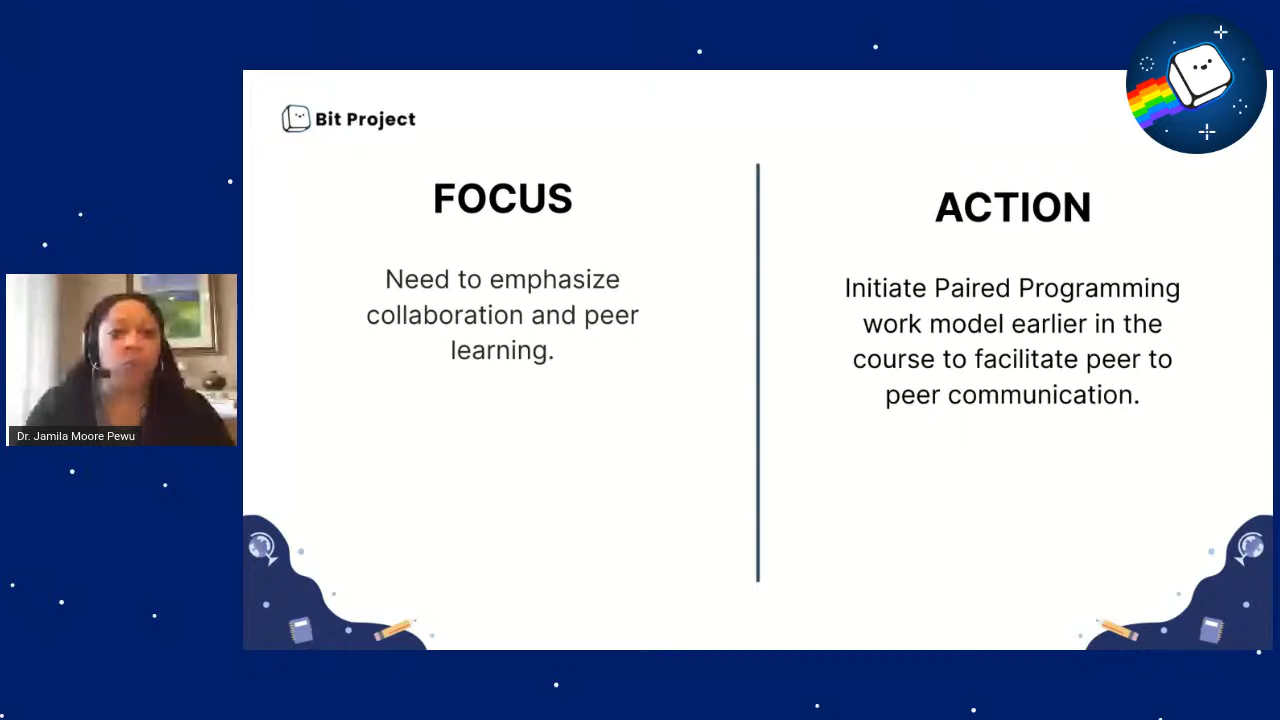 Bit Project
FOCUS
Need to emphasize
collaboration and peer
learning.
ACTION
Initiate Paired Programming
work model earlier in the
course to facilitate peer to
peer communication.
Dr. Jamila Moore Pewu